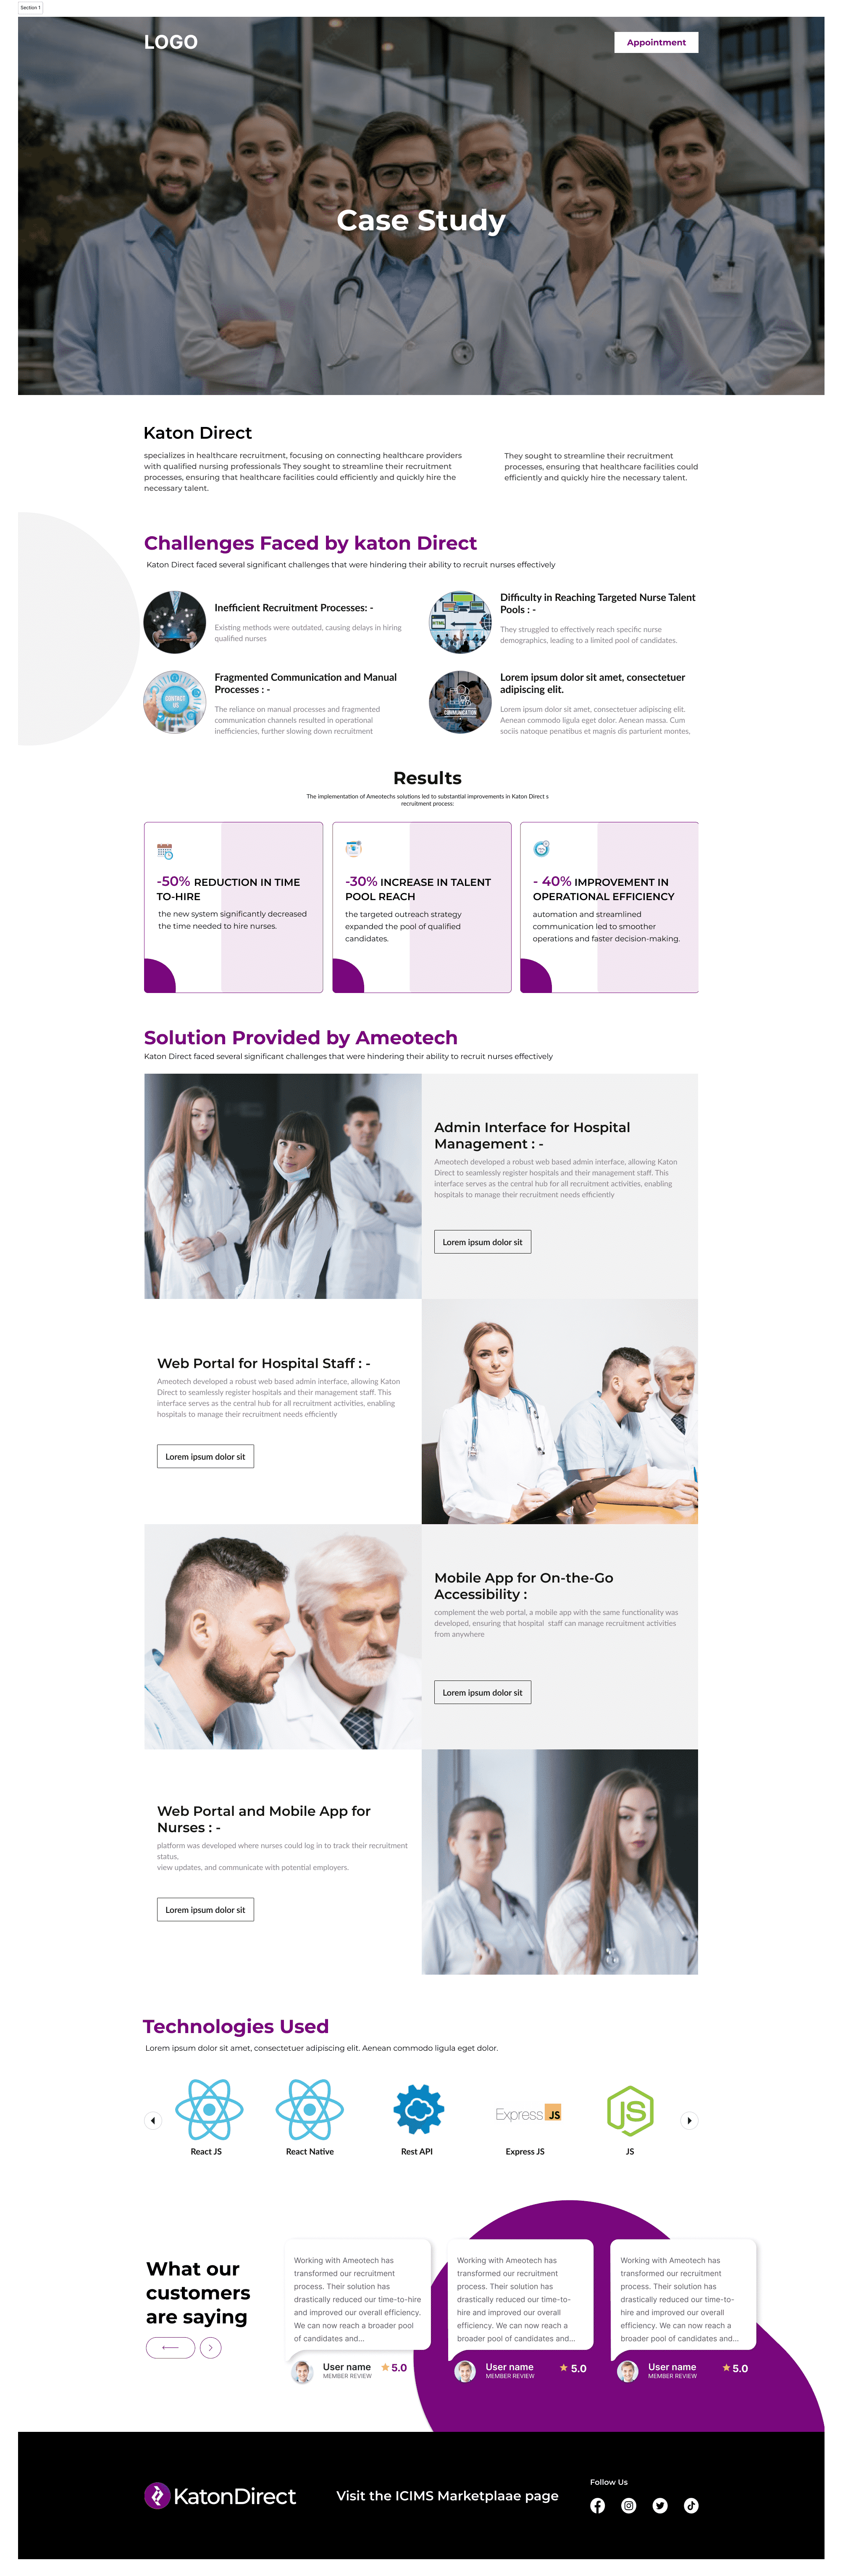 Section 1
LOGO
Appointment
Case Study
Katon Direct
specializes in healthcare recruitment, focusing on connecting healthcare providers
with qualified nursing professionals They sought to streamline their recruitment
processes, ensuring that healthcare facilities could efficiently and quickly hire the
necessary talent.
They sought to streamline their recruitment
processes, ensuring that healthcare facilities could
efficiently and quickly hire the necessary talent.
Challenges Faced by katon Direct
Katon Direct faced several significant challenges that were hindering their ability to recruit nurses effectively
Inefficient Recruitment Processes: -
Existing methods were outdated, causing delays in hiring
qualified nurses
Difficulty in Reaching Targeted Nurse Talent
Pools : -
They struggled to effectively reach specific nurse
demographics, leading to a limited pool of candidates.
CONTACT
US
Fragmented Communication and Manual
Processes : -
The reliance on manual processes and fragmented
communication channels resulted in operational
inefficiencies, further slowing down recruitment
COMMUNICATION
Lorem ipsum dolor sit amet, consectetuer
adipiscing elit.
Lorem ipsum dolor sit amet, consectetuer adipiscing elit.
Aenean commodo ligula eget dolor. Aenean massa. Cum
sociis natoque penatibus et magnis dis parturient montes,
Results
The implementation of Ameotechs solutions led to substantial improvements in Katon Direct s
recruitment process:
-50% REDUCTION IN TIME
TO-HIRE
the new system significantly decreased
the time needed to hire nurses.
-30% INCREASE IN TALENT
POOL REACH
the targeted outreach strategy
expanded the pool of qualified
candidates.
- 40% IMPROVEMENT IN
OPERATIONAL EFFICIENCY
automation and streamlined
communication led to smoother
operations and faster decision-making.
Solution Provided by Ameotech
Katon Direct faced several significant challenges that were hindering their ability to recruit nurses effectively
Admin Interface for Hospital
Management : -
Ameotech developed a robust web based admin interface, allowing Katon
Direct to seamlessly register hospitals and their management staff. This
interface serves as the central hub for all recruitment activities, enabling
hospitals to manage their recruitment needs efficiently
Lorem ipsum dolor sit
Web Portal for Hospital Staff : -
Ameotech developed a robust web based admin interface, allowing Katon
Direct to seamlessly register hospitals and their management staff. This
interface serves as the central hub for all recruitment activities, enabling
hospitals to manage their recruitment needs efficiently
Lorem ipsum dolor sit
Mobile App for On-the-Go
Accessibility :
complement the web portal, a mobile app with the same functionality was
developed, ensuring that hospital staff can manage recruitment activities
from anywhere
Lorem ipsum dolor sit
Web Portal and Mobile App for
Nurses : -
platform was developed where nurses could log in to track their recruitment
status,
view updates, and communicate with potential employers.
Lorem ipsum dolor sit
Technologies Used
Lorem ipsum dolor sit amet, consectetuer adipiscing elit. Aenean commodo ligula eget dolor.
Express JS
JS
React JS
React Native
Rest API
Express JS
JS
What our
customers
are saying
Working with Ameotech has
transformed our recruitment
process. Their solution has
drastically reduced our time-to-hire
and improved our overall efficiency.
We can now reach a broader pool
of candidates and...
User name
MEMBER REVIEW
5.0
Working with Ameotech has
transformed our recruitment
process. Their solution has
drastically reduced our time-to-
hire and improved our overall
efficiency. We can now reach a
broader pool of candidates and...
User name
MEMBER REVIEW
5.0
Working with Ameotech has
transformed our recruitment
process. Their solution has
drastically reduced our time-to-
hire and improved our overall
efficiency. We can now reach a
broader pool of candidates and...
User name
MEMBER REVIEW
5.0
KatonDirect
Visit the ICIMS Marketplaae page
Follow Us